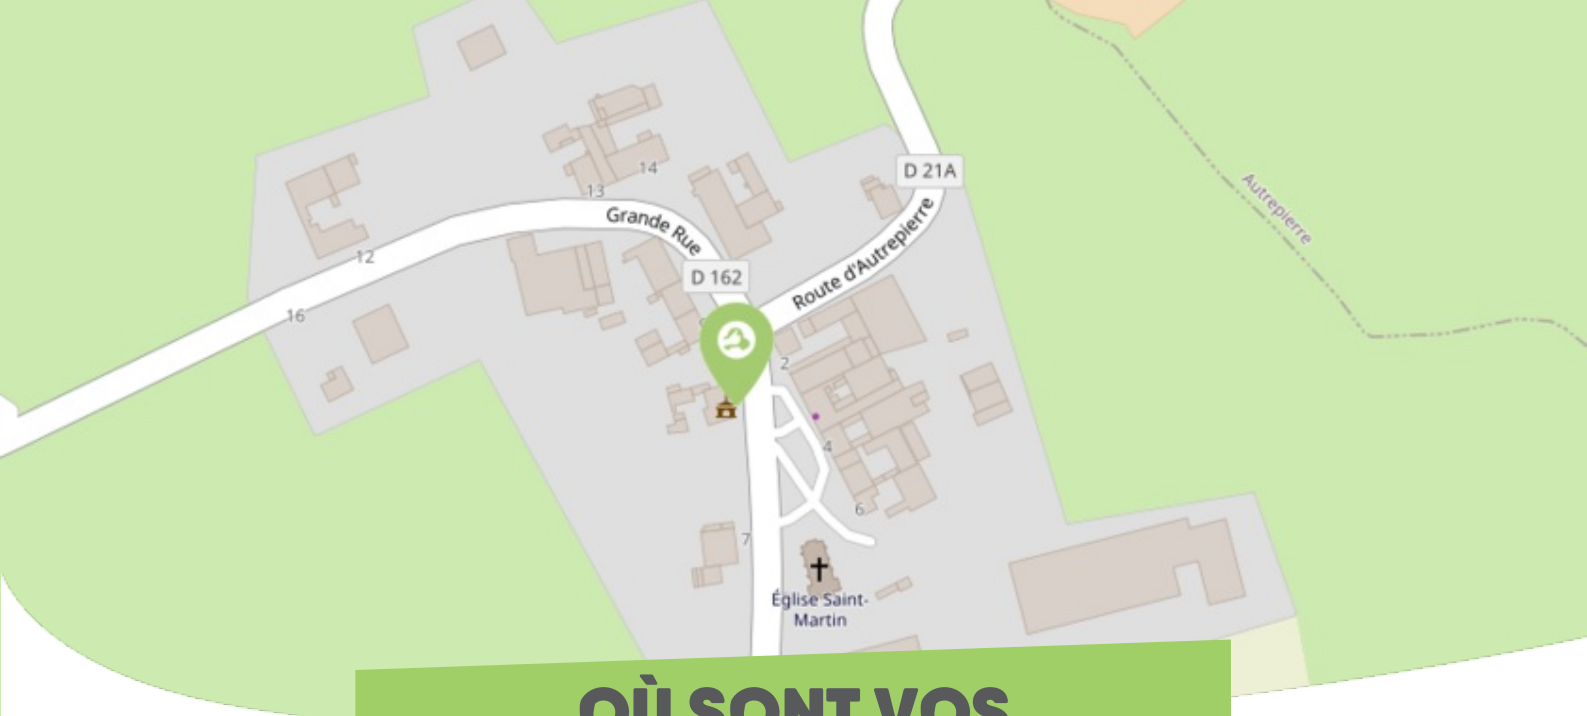 D 21A
Autrepierre
14
13
Grande Rue
12
D 162
Route d'Autrepierre
16
2
4
6
7
Église Saint-
Martin
OÙ SONT VOS